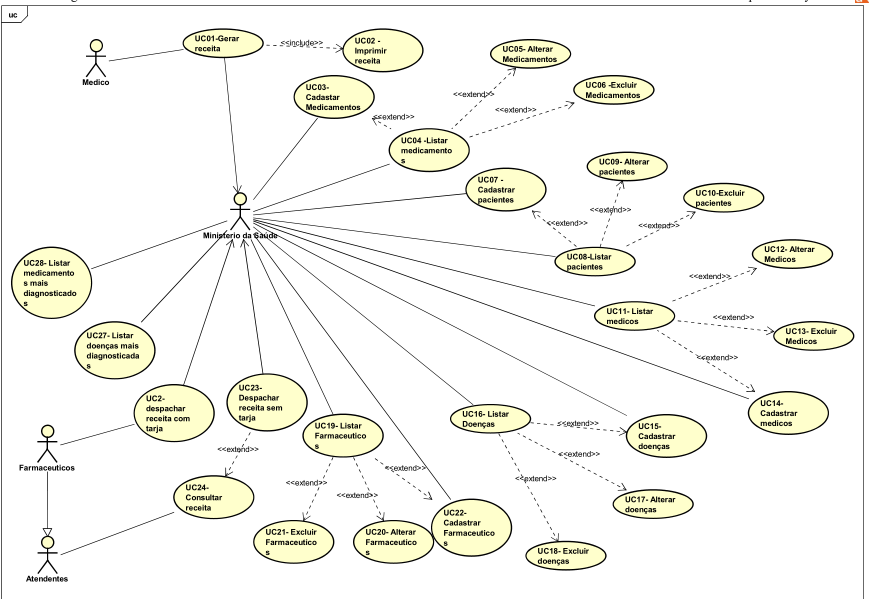 uc
UC01-Gerar
receita
<<include>>
UC02 -
Imprimir
receita
Medico
UC05- Alterar
Medicamentos
UC03-
Cadastar
Medicamentos
<<extend>>
UC06 -Excluir
Medicamentos
<<extend>>
<<extend>>
UC04 -Listar
medicamento
s
UC07 -
Cadastrar
pacientes
UC09- Alterar
pacientes
UC10-Excluir
pacientes
<<extend>>
<<extend>>
<<extend>>
Ministerio da Saúde
UC08-Listar
pacientes
UC12- Alterar
Medicos
UC28- Listar
medicamento
s mais
diagnosticado
s
<<extend>>
UC11- Listar
medicos
<<extend>>
UC13- Excluir
Medicos
UC27- Listar
doenças mais
diagnosticada
s
<<extend>>
UC14-
Cadastrar
medicos
UC2-
despachar
receita com
tarja
UC23-
Despachar
receita sem
tarja
UC19- Listar
Farmaceutico
s
UC16- Listar
Doenças
<<extend>>
UC15-
Cadastrar
doenças
Farmaceuticos
<<extend>>
<<extend>>
<<extend>>
<<extend>>
<<extend>>
<<extend>>
UC24-
Consultar
receita
UC17- Alterar
doenças
UC21- Excluir
Farmaceutico
s
UC20- Alterar
Farmaceutico
s
UC22-
Cadastrar
Farmaceutico
s
UC18- Excluir
doenças
Atendentes